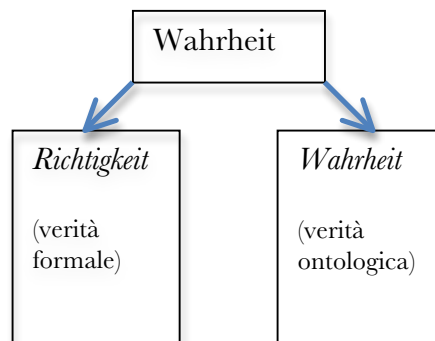 Wahrheit
Richtigkeit
(verità
formale)
Wahrheit
(verità
ontologica)